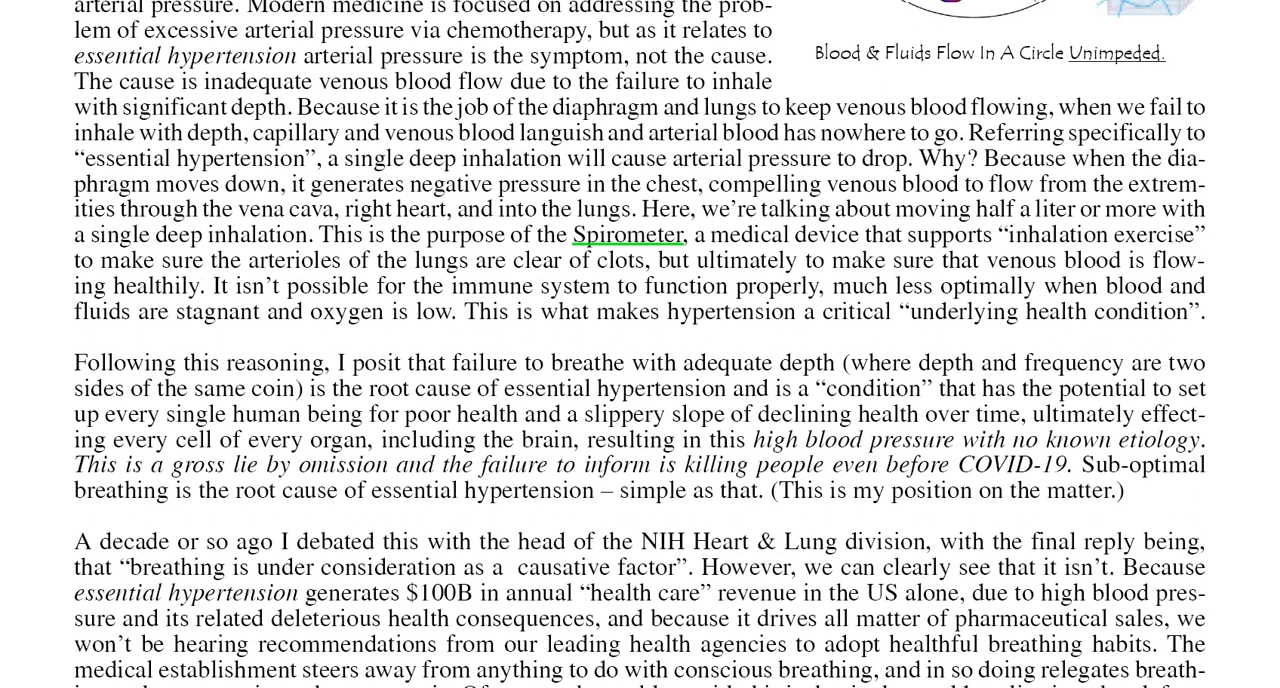 arterial pressure. Modern medicine is focused on addressing the prob-
lem of excessive arterial pressure via chemotherapy, but as it relates to
essential hypertension arterial pressure is the symptom, not the cause.
Blood & Fluids Flow In A Circle Unimpeded.
The cause is inadequate venous blood flow due to the failure to inhale
with significant depth. Because it is the job of the diaphragm and lungs to keep venous blood flowing, when we fail to
inhale with depth, capillary and venous blood languish and arterial blood has nowhere to go. Referring specifically to
“essential hypertension”, a single deep inhalation will cause arterial pressure to drop. Why? Because when the dia-
phragm moves down, it generates negative pressure in the chest, compelling venous blood to flow from the extrem-
ities through the vena cava, right heart, and into the lungs. Here, we’re talking about moving half a liter or more with
a single deep inhalation. This is the purpose of the Spirometer, a medical device that supports “inhalation exercise”
to make sure the arterioles of the lungs are clear of clots, but ultimately to make sure that venous blood is flow-
ing healthily. It isn’t possible for the immune system to function properly, much less optimally when blood and
fluids are stagnant and oxygen is low. This is what makes hypertension a critical “underlying health condition”.
Following this reasoning, I posit that failure to breathe with adequate depth (where depth and frequency are two
sides of the same coin) is the root cause of essential hypertension and is a “condition” that has the potential to set
up every single human being for poor health and a slippery slope of declining health over time, ultimately effect-
ing every cell of every organ, including the brain, resulting in this high blood pressure with no known etiology.
This is a gross lie by omission and the failure to inform is killing people even before COVID-19. Sub-optimal
breathing is the root cause of essential hypertension – simple as that. (This is my position on the matter.)
A decade or so ago I debated this with the head of the NIH Heart & Lung division, with the final reply being,
that “breathing is under consideration as a causative factor”. However, we can clearly see that it isn’t. Because
essential hypertension generates $100B in annual “health care” revenue in the US alone, due to high blood pres-
sure and its related deleterious health consequences, and because it drives all matter of pharmaceutical sales, we
won’t be hearing recommendations from our leading health agencies to adopt healthful breathing habits. The
medical establishment steers away from anything to do with conscious breathing, and in so doing relegates breath-